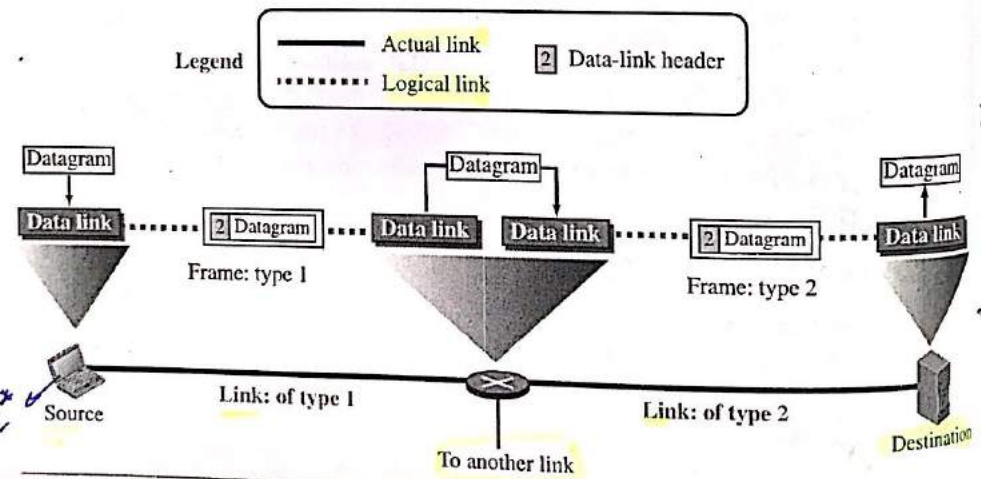 Legend
Actual link
Logical link
2 Data-link header
Datagram
Datagram
Datagram
Data link
2 Datagram
Data link
Data link
2 Datagram
Data link
Frame: type 1
Frame: type 2
Source
Link: of type 1
Link: of type 2
Destination
To another link